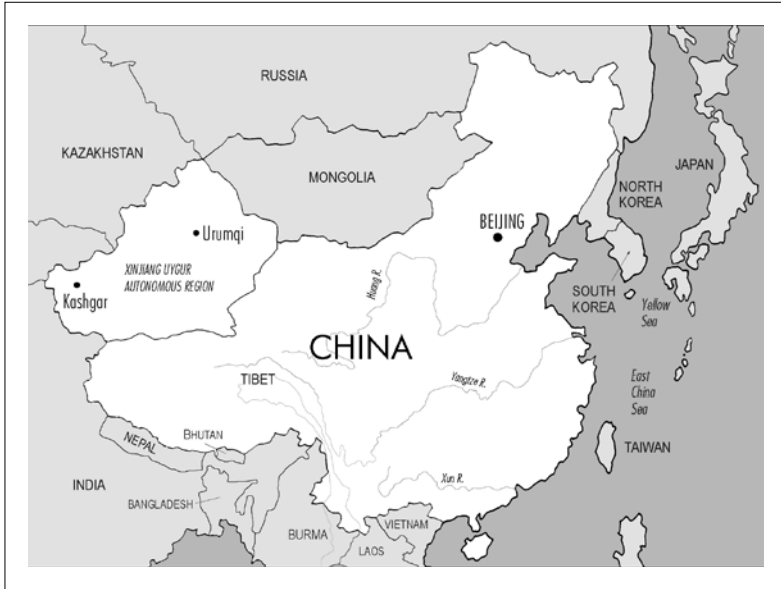 RUSSIA
KAZAKHSTAN
MONGOLIA
JAPAN
NORTH
KOREA
BEIJING
Urumqi
XINJIANG UYGUR
AUTONOMOUS REGION
Kashgar
Huang R.
SOUTH
KOREA
Yellow
Sea
CHINA
TIBET
Yangtze R.
East
China
Sea
NEPAL
BHUTAN
TAIWAN
INDIA
Xun R.
BANGLADESH
BURMA
VIETNAM
LAOS